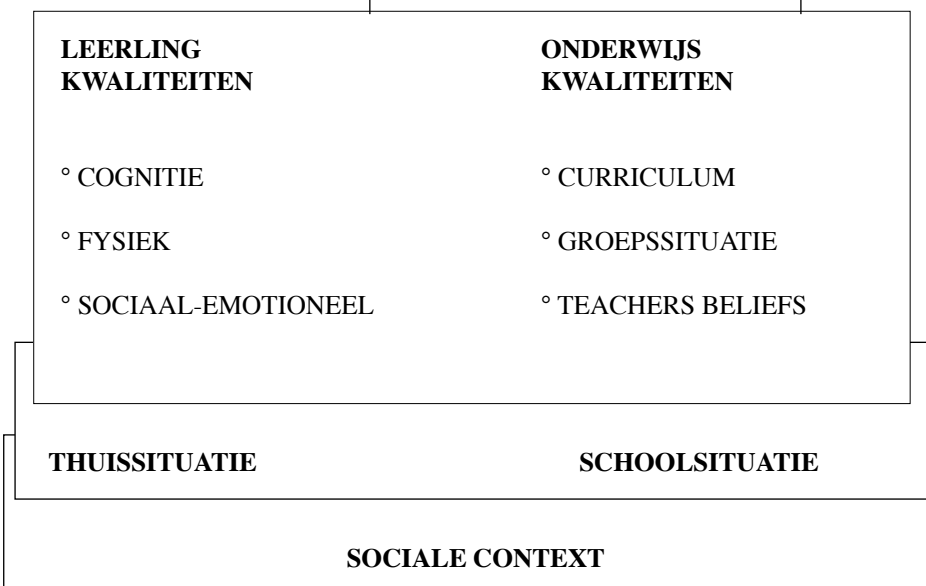 LEERLING
KWALITEITEN
° COGNITIE
° FYSIEK
° SOCIAAL-EMOTIONEEL
ONDERWIJS
KWALITEITEN
° CURRICULUM
° GROEPSSITUATIE
° TEACHERS BELIEFS
THUISSITUATIE
SCHOOLSITUATIE
SOCIALE CONTEXT